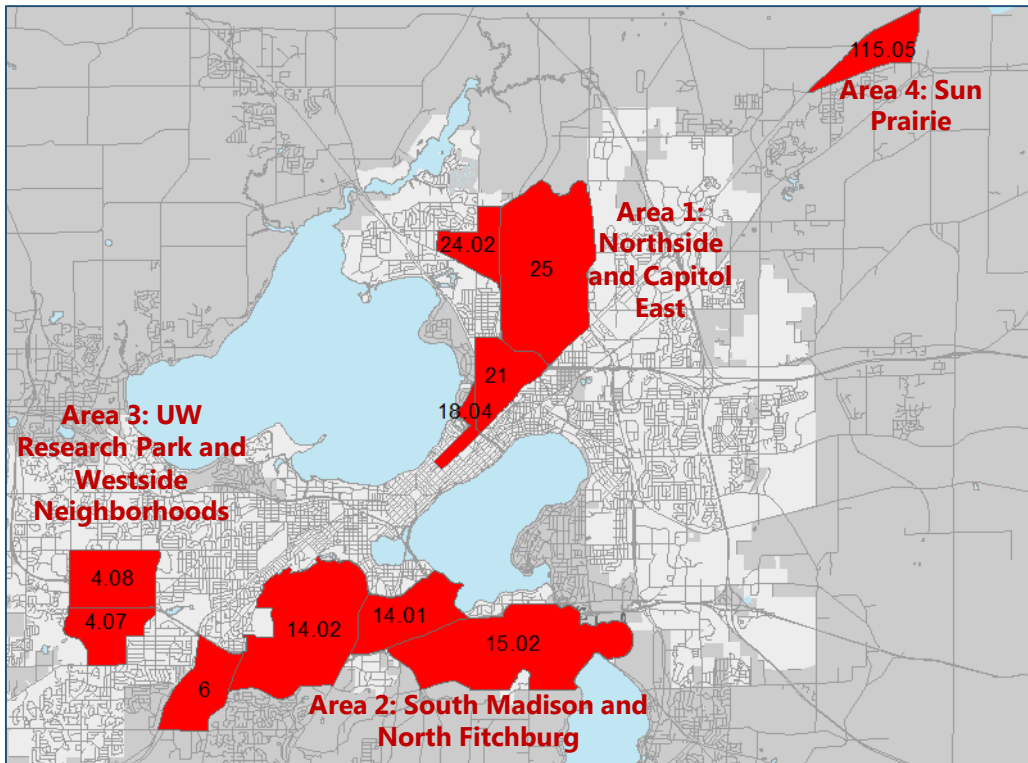 115.05
Area 4: Sun
Prairie
Area 1:
Northside
and Capitol
East
24.02
25
21
18.04
Area 3: UW
Research Park and
Westside
Neighborhoods
4.08
4.07
14.02
14.01
15.02
6
Area 2: South Madison and
North Fitchburg